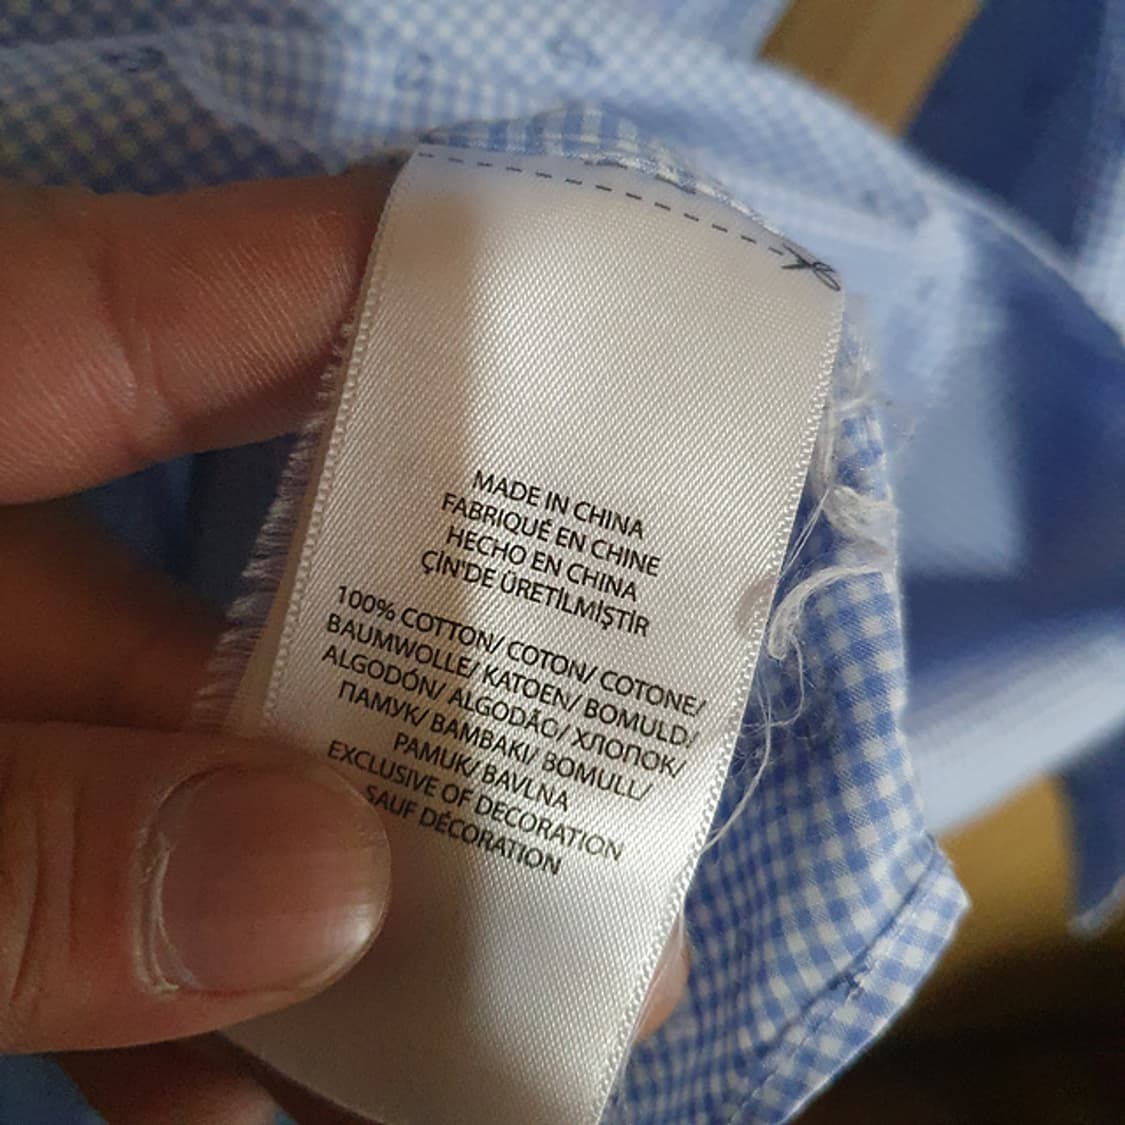 MADE IN CHINA
FABRIQUÉ EN CHINE
HECHO EN CHINA
ÇİN'DE ÜRETİLMİŞTİR
100% COTTON/ COTON/ COTONE/
BAUMWOLLE/ KATOEN/ BOMULD/
ALGODÓN/ ALGODÃO/ ХЛОПОК/
ПАМУК/ BAMBAKI/ BOMULL/
PAMUK/ BAVLNA
EXCLUSIVE OF DECORATION
SAUF DÉCORATION